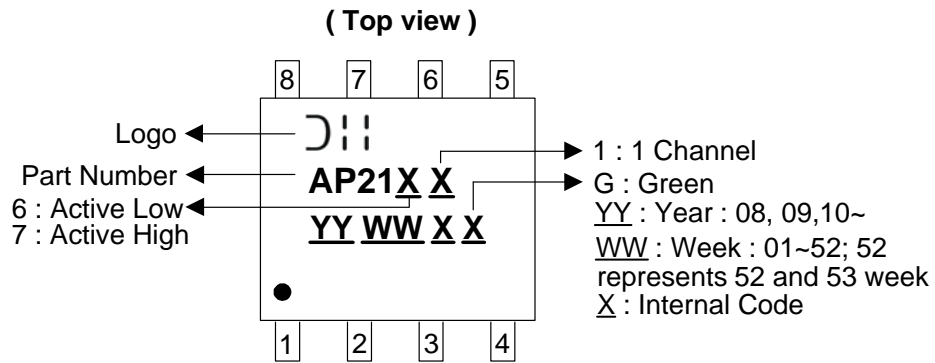 ( Top view )
8 7 6 5
Logo
Part Number
6 : Active Low
7 : Active High
AP21X X
YY WW X X
1 : 1 Channel
G : Green
YY : Year : 08, 09,10~
WW : Week : 01~52; 52
represents 52 and 53 week
X : Internal Code
1 2 3 4